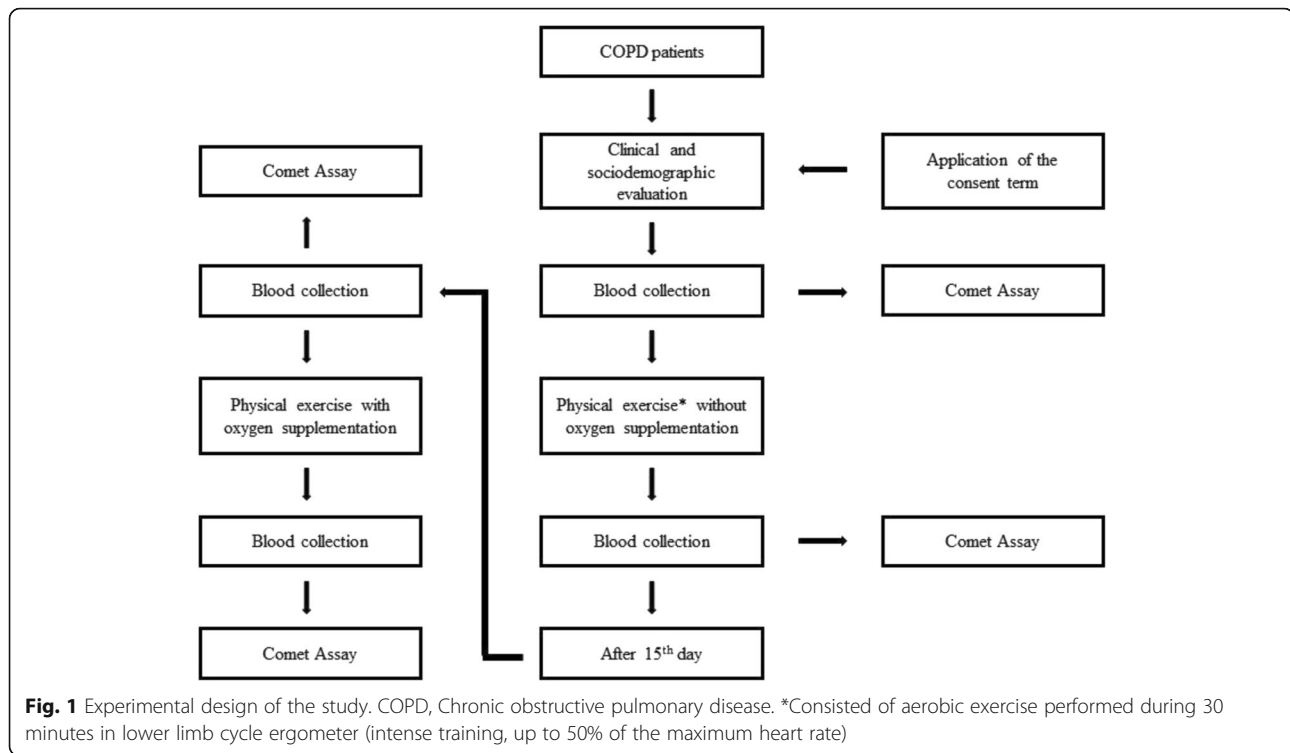 COPD patients
Clinical and
sociodemographic
evaluation
Application of the
consent term
Comet Assay
Blood collection
Blood collection
Comet Assay
Physical exercise with
oxygen supplementation
Physical exercise* without
oxygen supplementation
Blood collection
Blood collection
Comet Assay
Comet Assay
After 15th day
Fig. 1 Experimental design of the study. COPD, Chronic obstructive pulmonary disease. *Consisted of aerobic exercise performed during 30
minutes in lower limb cycle ergometer (intense training, up to 50% of the maximum heart rate)